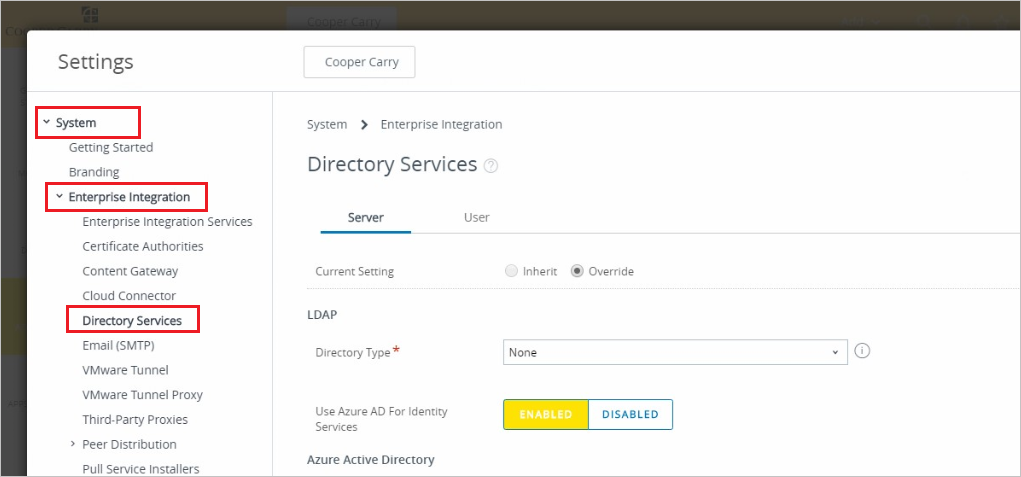 Cooper Carry
Settings
Cooper Carry
System
Getting Started
Branding
Enterprise Integration
Enterprise Integration Services
Certificate Authorities
Content Gateway
Cloud Connector
Directory Services
Email (SMTP)
VMware Tunnel
VMware Tunnel Proxy
Third-Party Proxies
Peer Distribution
Pull Service Installers
System > Enterprise Integration
Directory Services ?
Server User
Current Setting Inherit Override
LDAP
Directory Type * None
Use Azure AD For Identity
Services
ENABLED DISABLED
Azure Active Directory